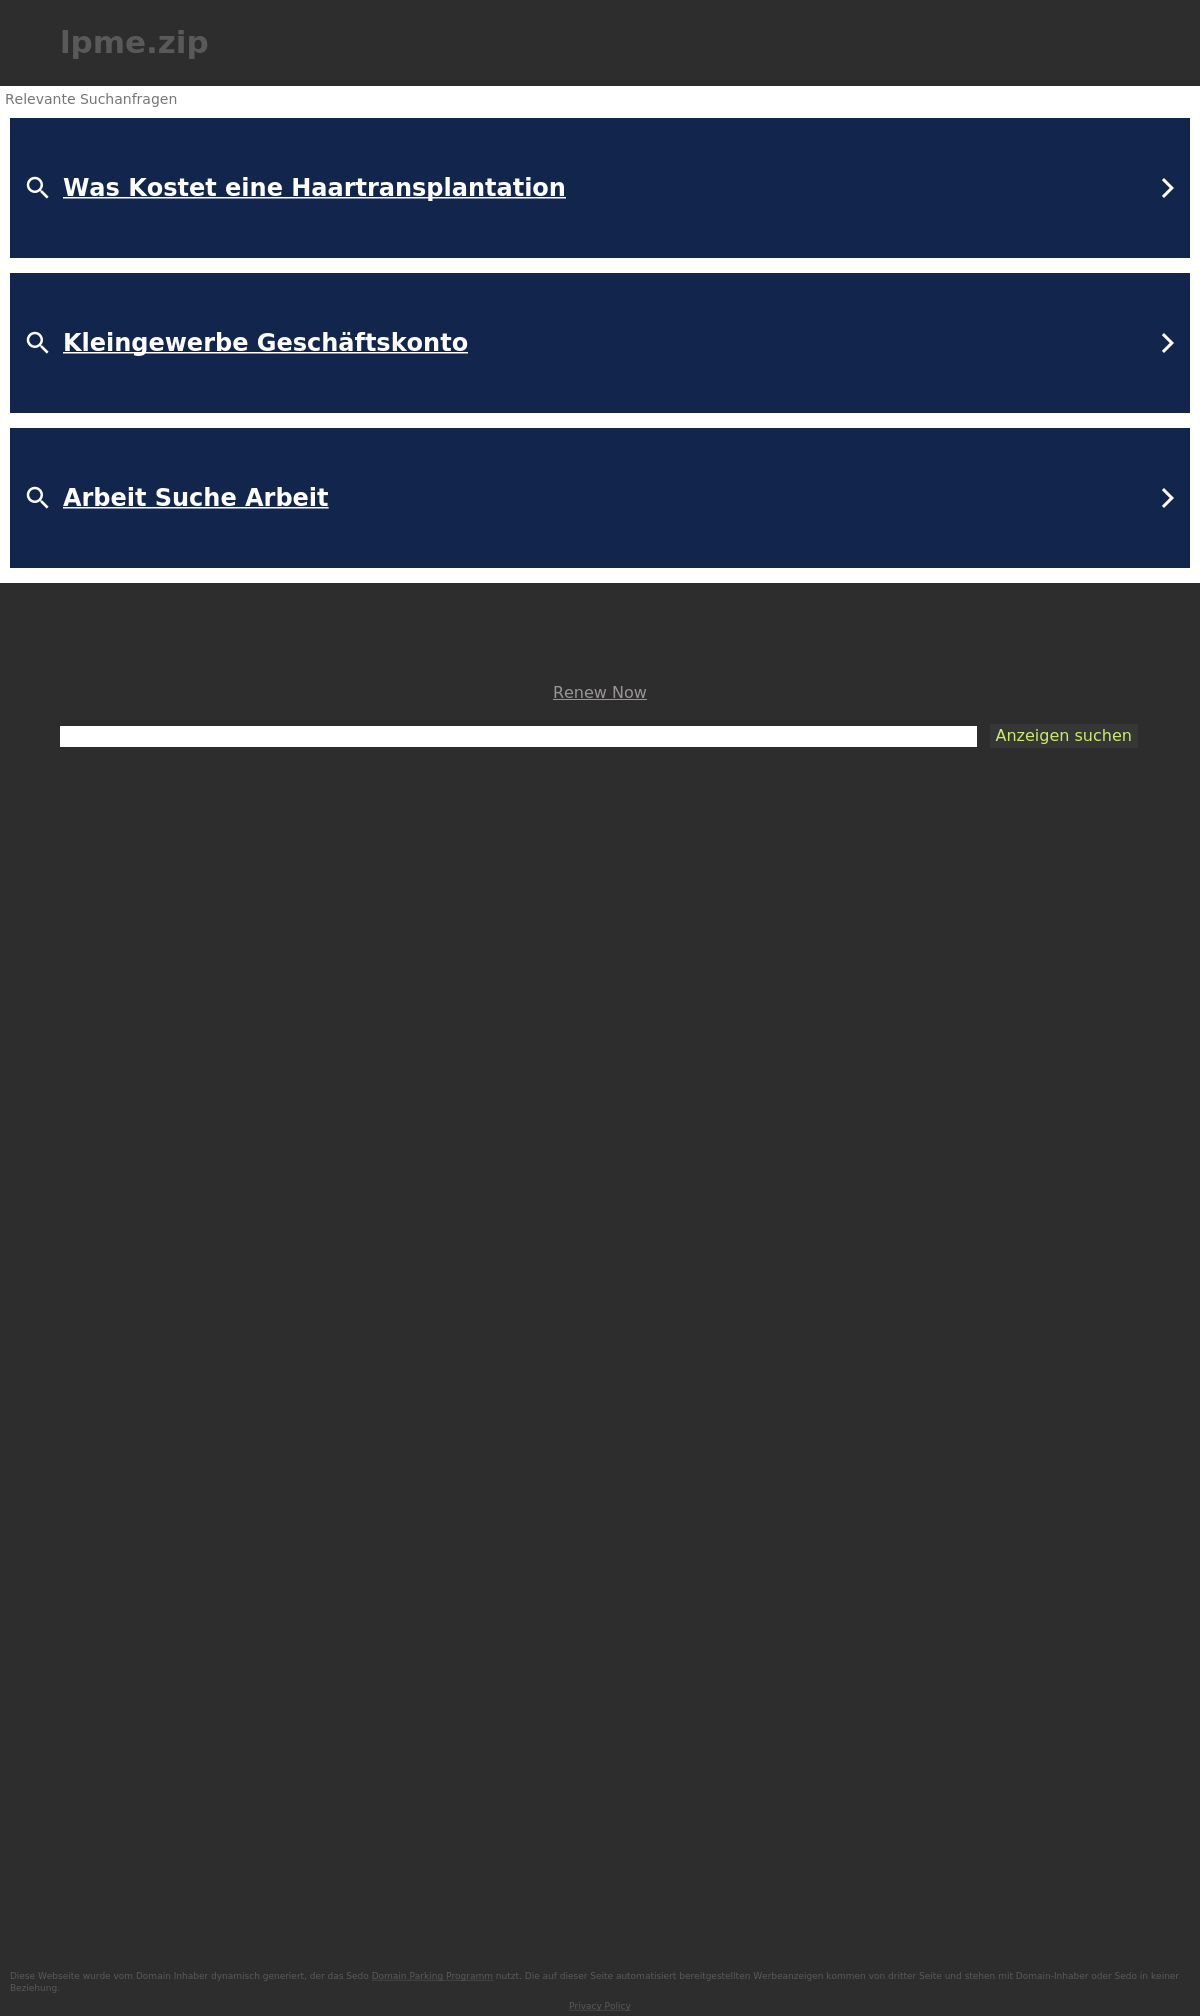 lpme.zip
Relevante Suchanfragen
Was Kostet eine Haartransplantation
Kleingewerbe Geschäftskonto
Arbeit Suche Arbeit
Renew Now
Anzeigen suchen
Diese Webseite wurde vom Domain Inhaber dynamisch generiert, der das Sedo Domain Parking Programm nutzt. Die auf dieser Seite automatisiert bereitgestellten Werbeanzeigen kommen von dritter Seite und stehen mit Domain-Inhaber oder Sedo in keiner
Beziehung.
Privacy Policy